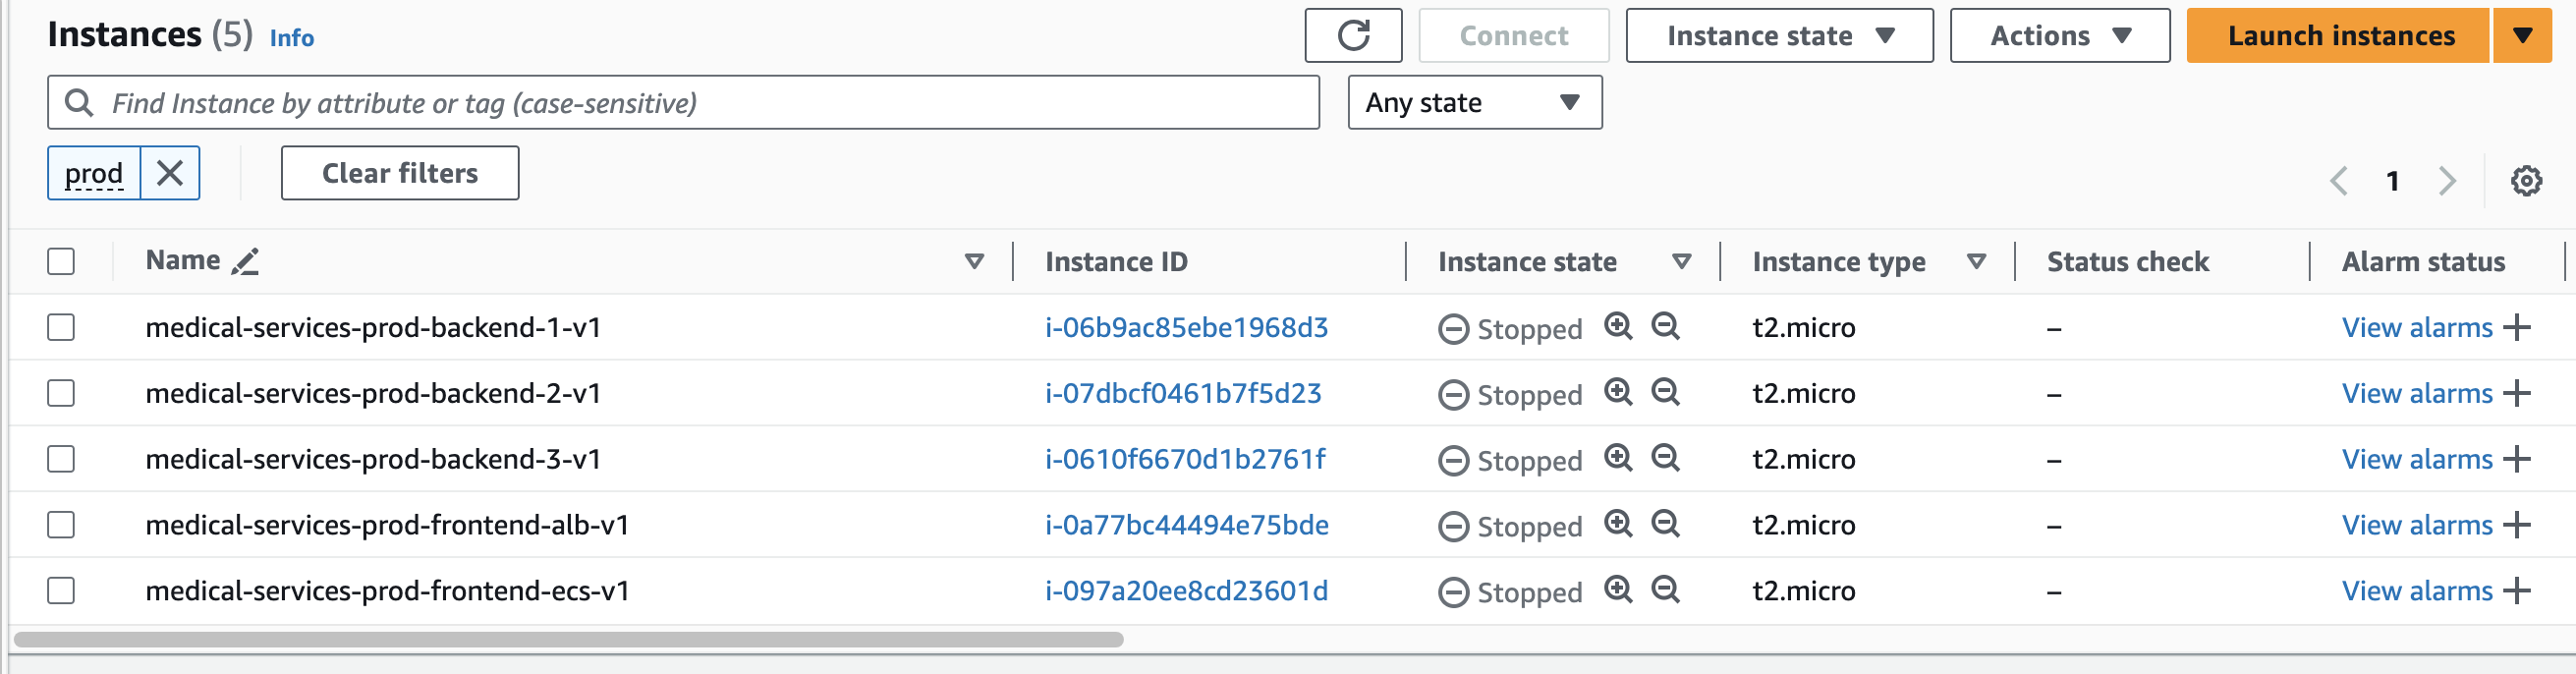 Instances (5) Info Connect Instance state Actions Launch instances
Find Instance by attribute or tag (case-sensitive) Any state
prod Clear filters 1
Name Instance ID Instance state Instance type Status check Alarm status
medical-services-prod-backend-1-v1 i-06b9ac85ebe1968d3 Stopped t2.micro – View alarms
medical-services-prod-backend-2-v1 i-07dbcf0461b7f5d23 Stopped t2.micro – View alarms
medical-services-prod-backend-3-v1 i-0610f6670d1b2761f Stopped t2.micro – View alarms
medical-services-prod-frontend-alb-v1 i-0a77bc44494e75bde Stopped t2.micro – View alarms
medical-services-prod-frontend-ecs-v1 i-097a20ee8cd23601d Stopped t2.micro – View alarms